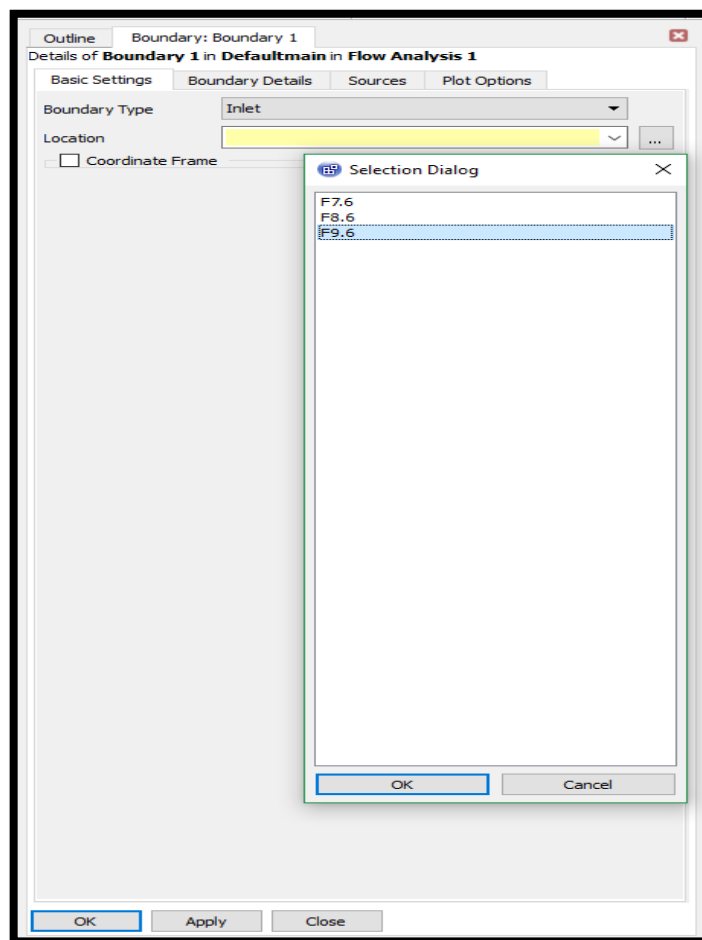 Outline Boundary: Boundary 1
Details of Boundary 1 in Defaultmain in Flow Analysis 1
Basic Settings Boundary Details Sources Plot Options
Boundary Type Inlet
Location ...
Coordinate Frame
Selection Dialog
F7.6
F8.6
F9.6
OK Cancel
OK Apply Close